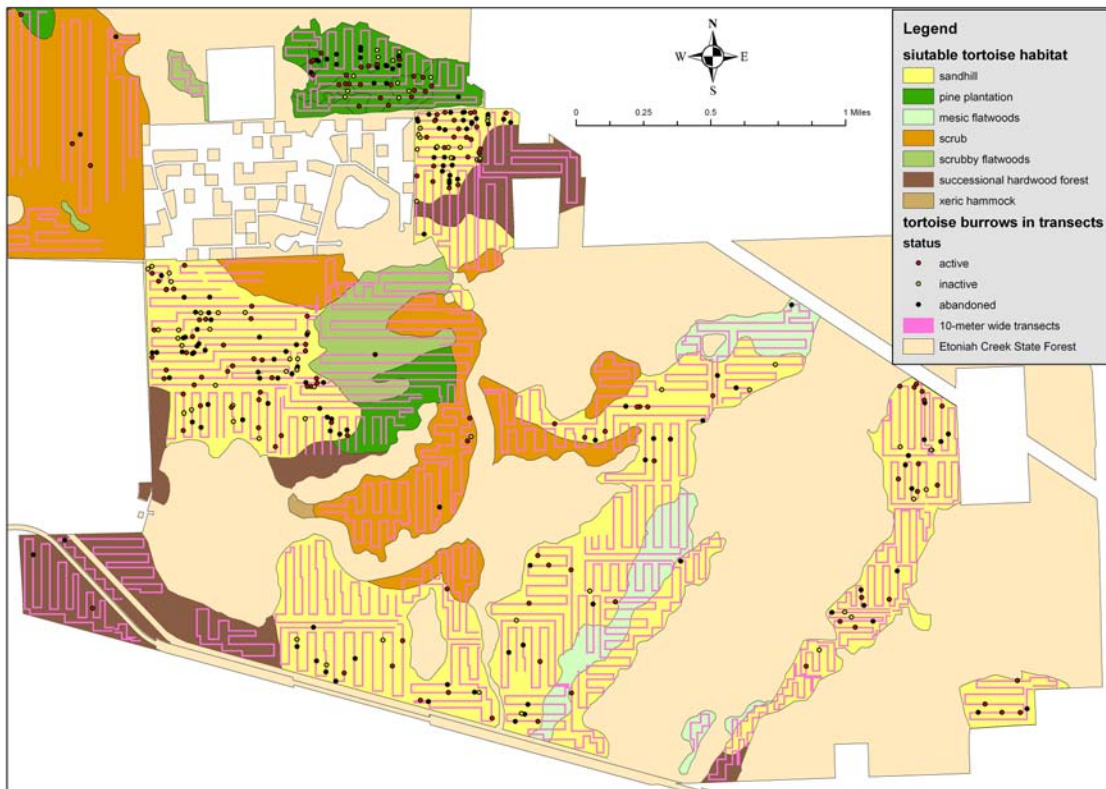 N
W E
S
0 0.25 0.5 1 Miles
Legend
siutable tortoise habitat
sandhill
pine plantation
mesic flatwoods
scrub
scrubby flatwoods
successional hardwood forest
xeric hammock
tortoise burrows in transects
status
active
inactive
abandoned
10-meter wide transects
Etoniah Creek State Forest